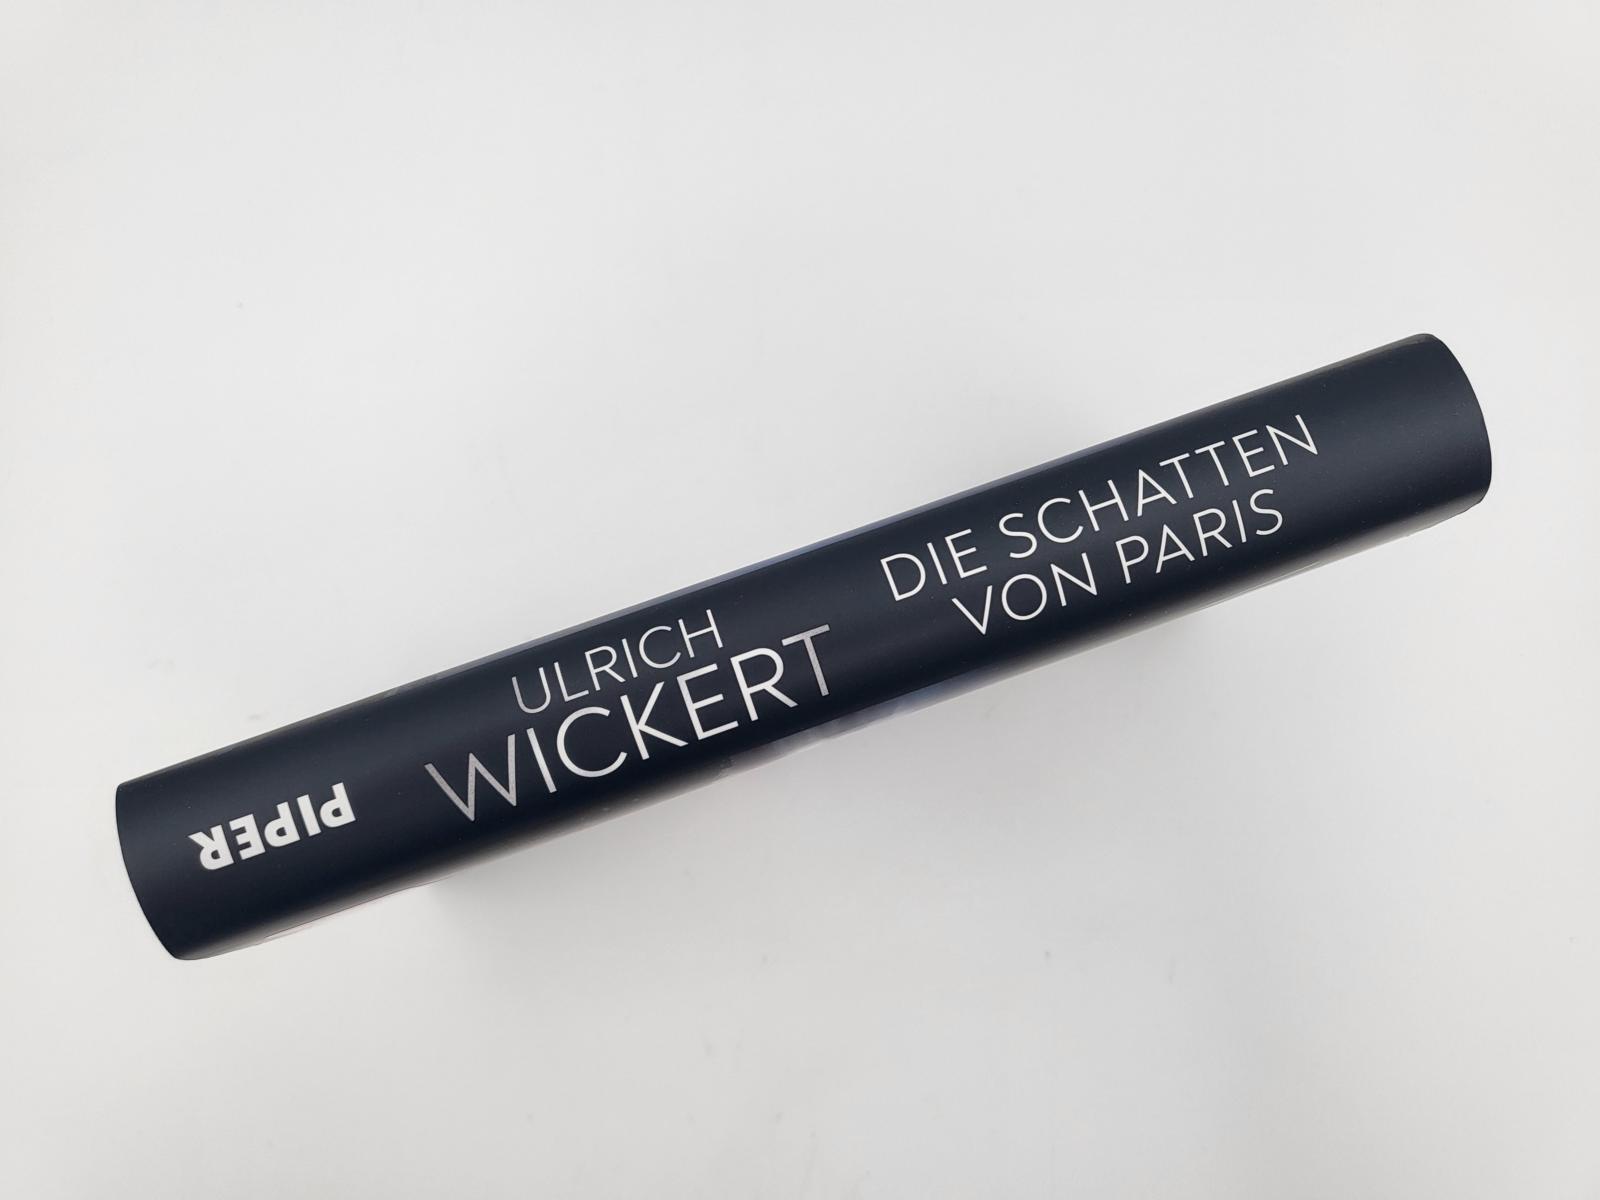 ULRICH
WICKERT
DIE SCHATTEN
VON PARIS
PIPER